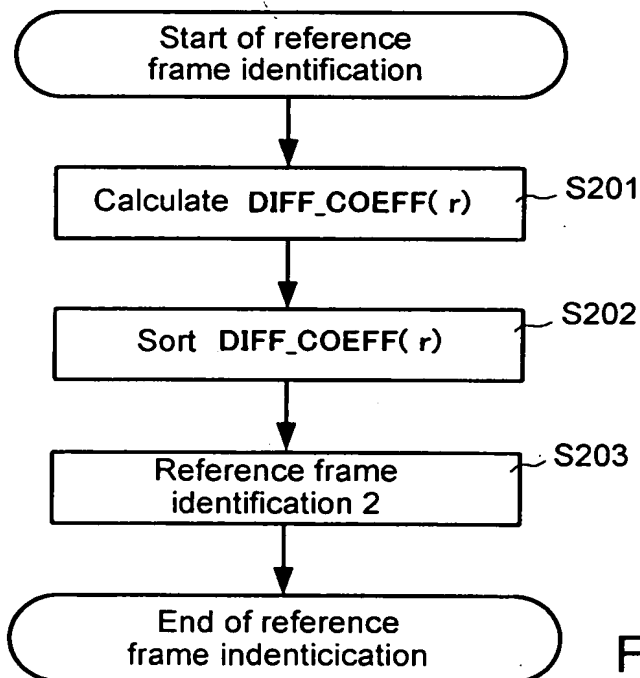 Start of reference
frame identification
Calculate DIFF_COEFF( r)
S201
Sort DIFF_COEFF( r)
S202
Reference frame
identification 2
S203
End of reference
frame indenticication
F